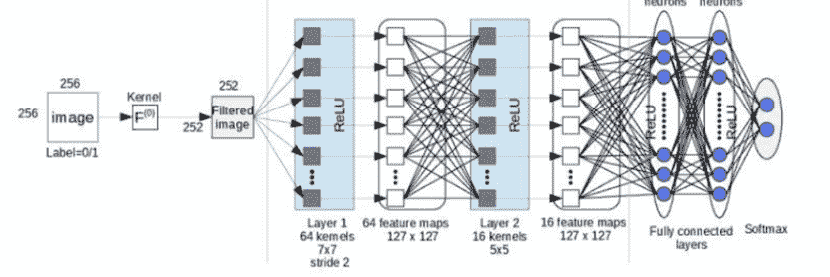 256
256
image
Label=0/1
Kernel
F(0)
252
252
Filtered
image
ReLU
Layer 1
64 kernels
7x7
stride 2
64 feature maps
127 x 127
ReLU
Layer 2
16 kernels
5x5
16 feature maps
127 x 127
neurons
neurons
ReLU
ReLU
Fully connected
layers
Softmax